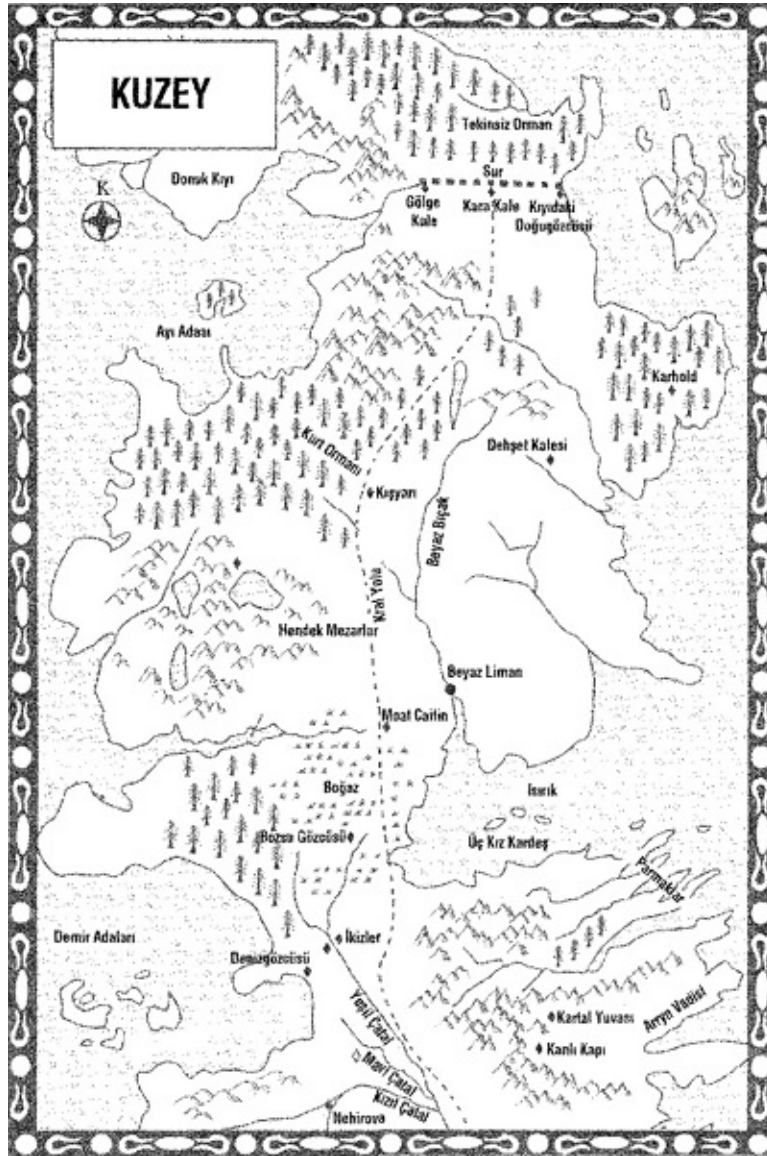 KUZEY
Tekinsiz Orman
Donuk Kıyı
Sur
K
Gölge
Kale
Kara Kale
Kıyıdaki
Doğugözcüsü
Ayı Adası
Karhold
Kurt Ormanı
Dehşet Kalesi
Kışyarı
Beyaz Bıçak
Kral Yolu
Hendek Mezarlar
Beyaz Liman
Moat Cailin
Boğaz
Isırık
Bozsu Gözcüsü
Üç Kız Kardeş
Parmaklar
Demir Adaları
İkizler
Denizgözcüsü
Yeşil Çatal
Kartal Yuvası
Arryn Vadisi
Kanlı Kapı
Mavi Çatal
Kızıl Çatal
Nehirova